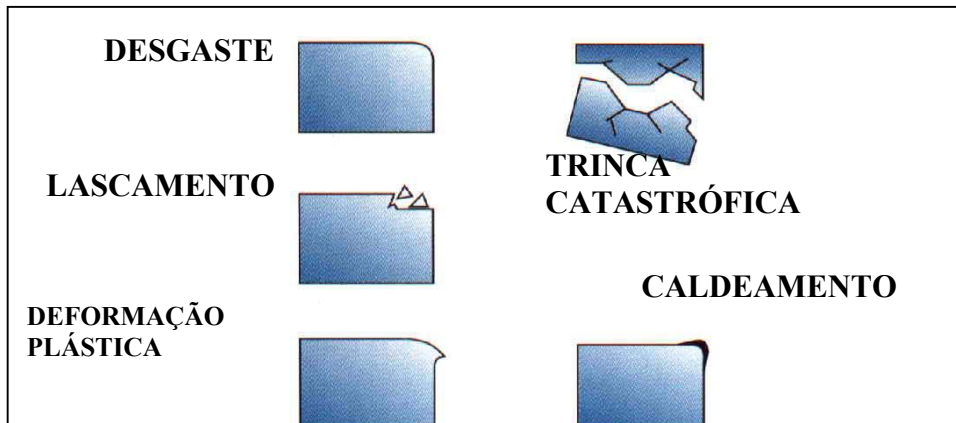 DESGASTE
LASCAMENTO
DEFORMAÇÃO
PLÁSTICA
TRINCA
CATASTRÓFICA
CALDEAMENTO